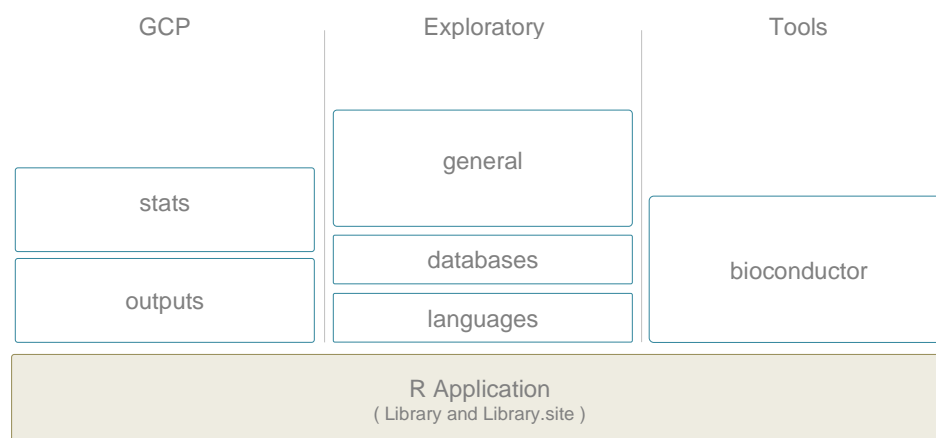 GCP
Exploratory
Tools
stats
outputs
general
databases
languages
bioconductor
R Application
( Library and Library.site )